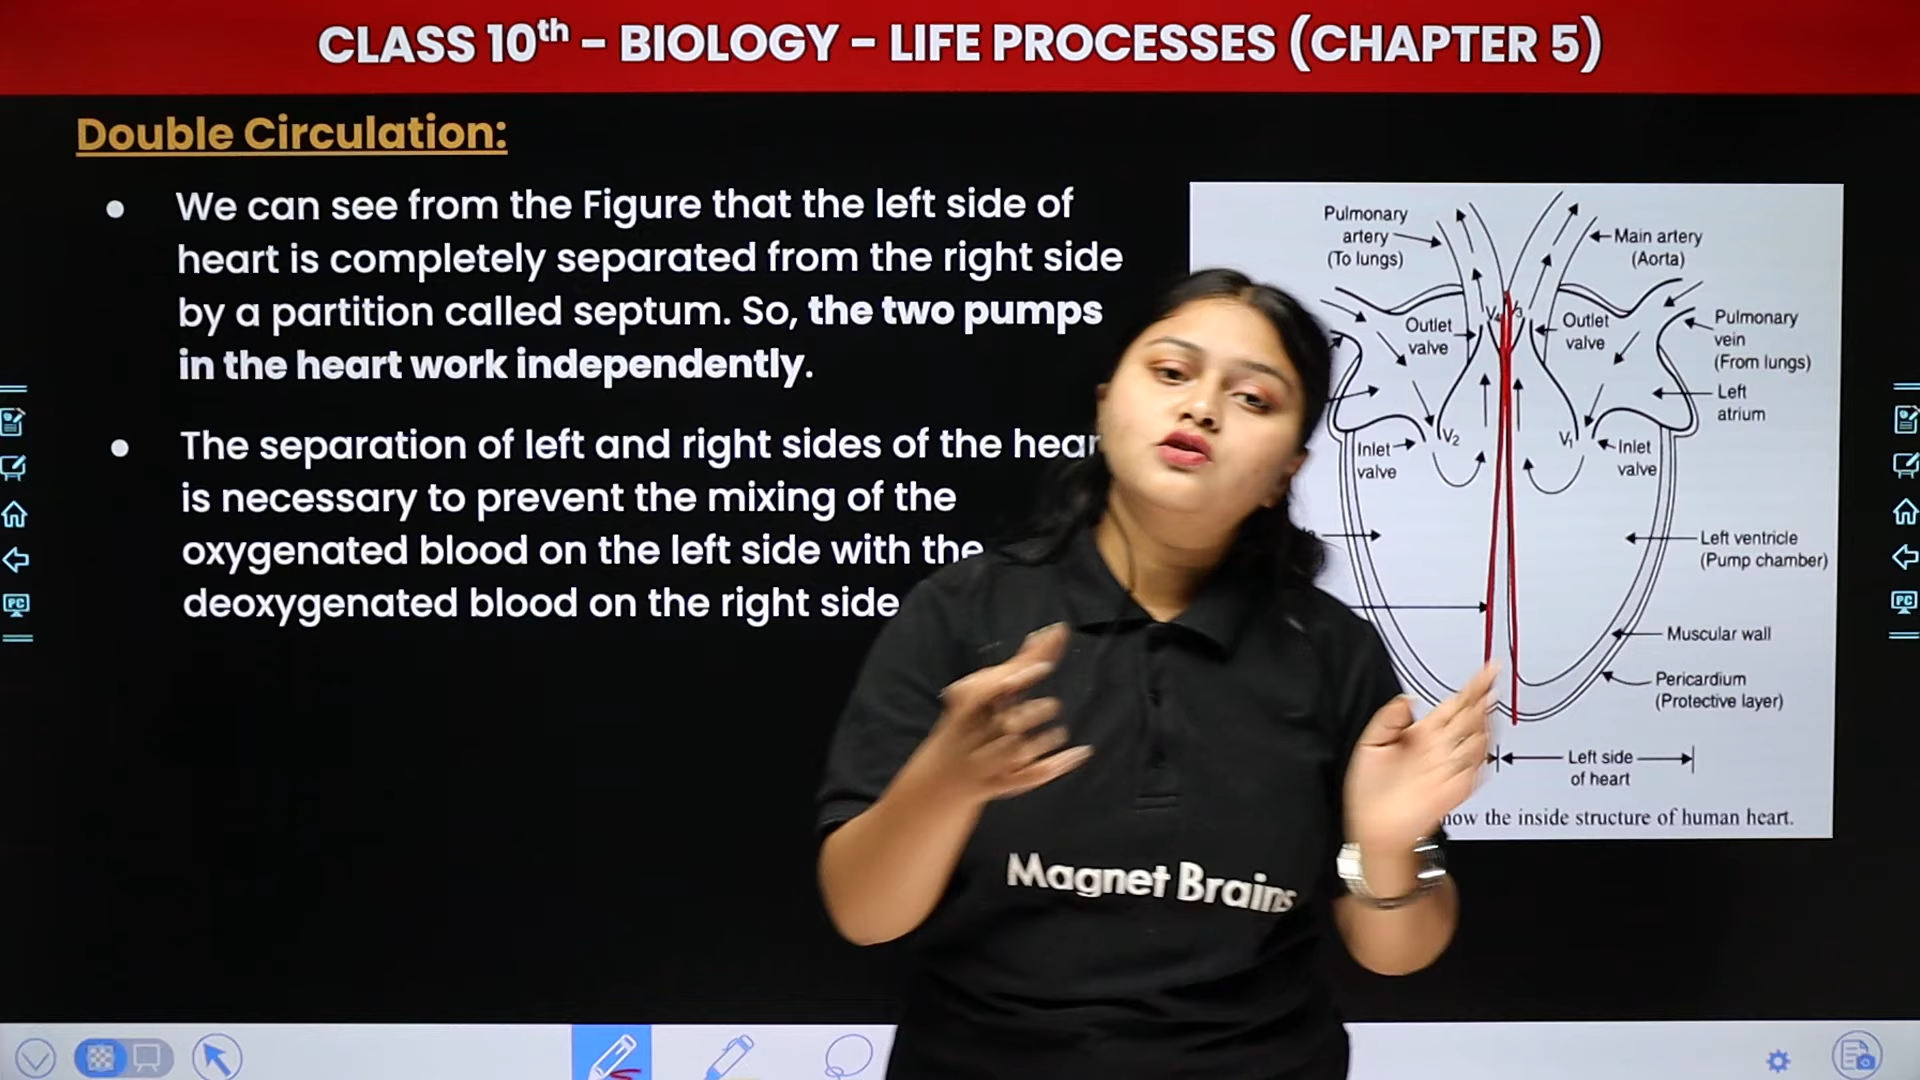 CLASS 10th – BIOLOGY – LIFE PROCESSES (CHAPTER 5)
Double Circulation:
• We can see from the Figure that the left side of
heart is completely separated from the right side
by a partition called septum. So, the two pumps
in the heart work independently.
• The separation of left and right sides of the hear
is necessary to prevent the mixing of the
oxygenated blood on the left side with the
deoxygenated blood on the right side
Pulmonary
artery
(To lungs)
Main artery
(Aorta)
Outlet
valve
V3
Outlet
valve
Pulmonary
vein
(From lungs)
Left
atrium
Inlet
valve
V2
V1
Inlet
valve
Left ventricle
(Pump chamber)
Muscular wall
Pericardium
(Protective layer)
Left side
of heart
how the inside structure of human heart.
Magnet Brains
PC
PC